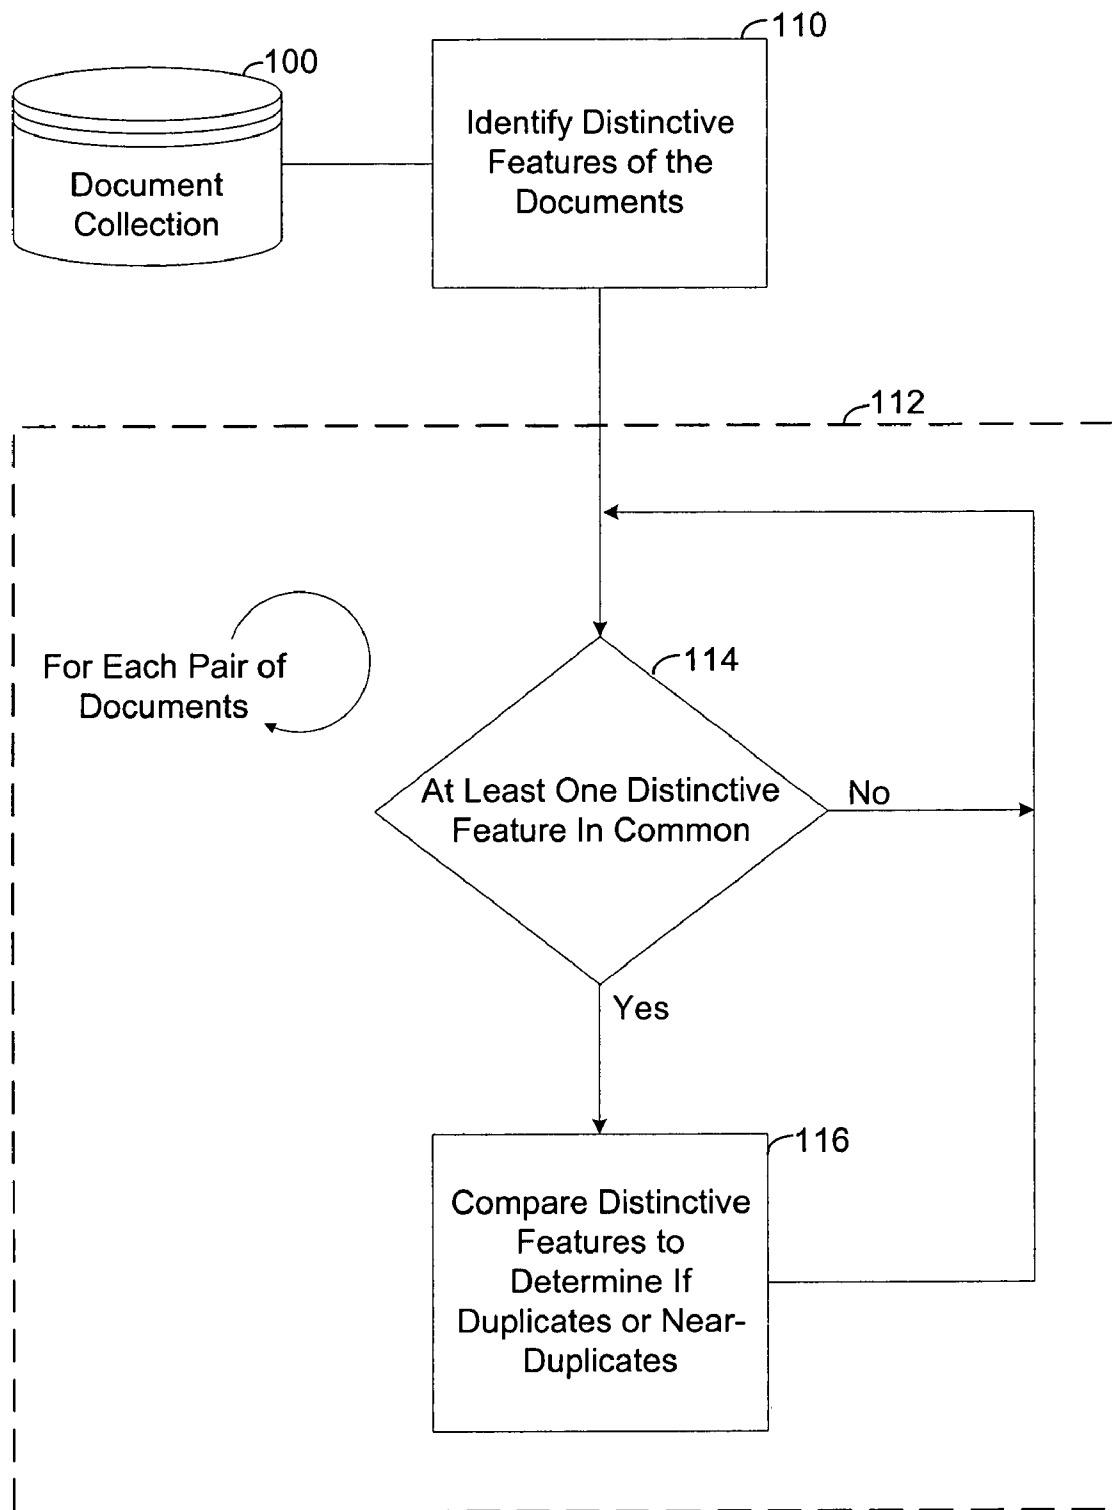 110
100
Identify Distinctive
Features of the
Documents
Document
Collection
112
For Each Pair of
Documents
114
At Least One Distinctive
Feature In Common
No
Yes
116
Compare Distinctive
Features to
Determine If
Duplicates or Near-
Duplicates